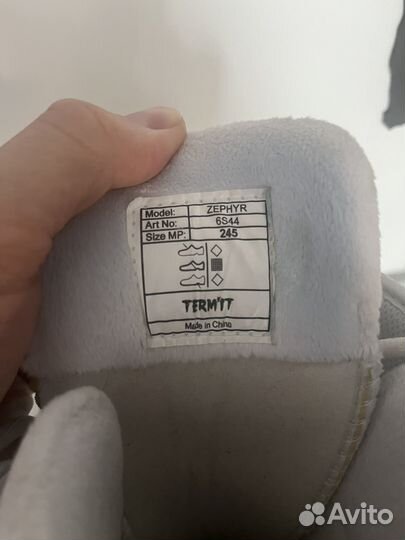 Model: ZEPHYR
Art No: 6S44
Size MP: 245
TERM'IT
Made in China
Avito